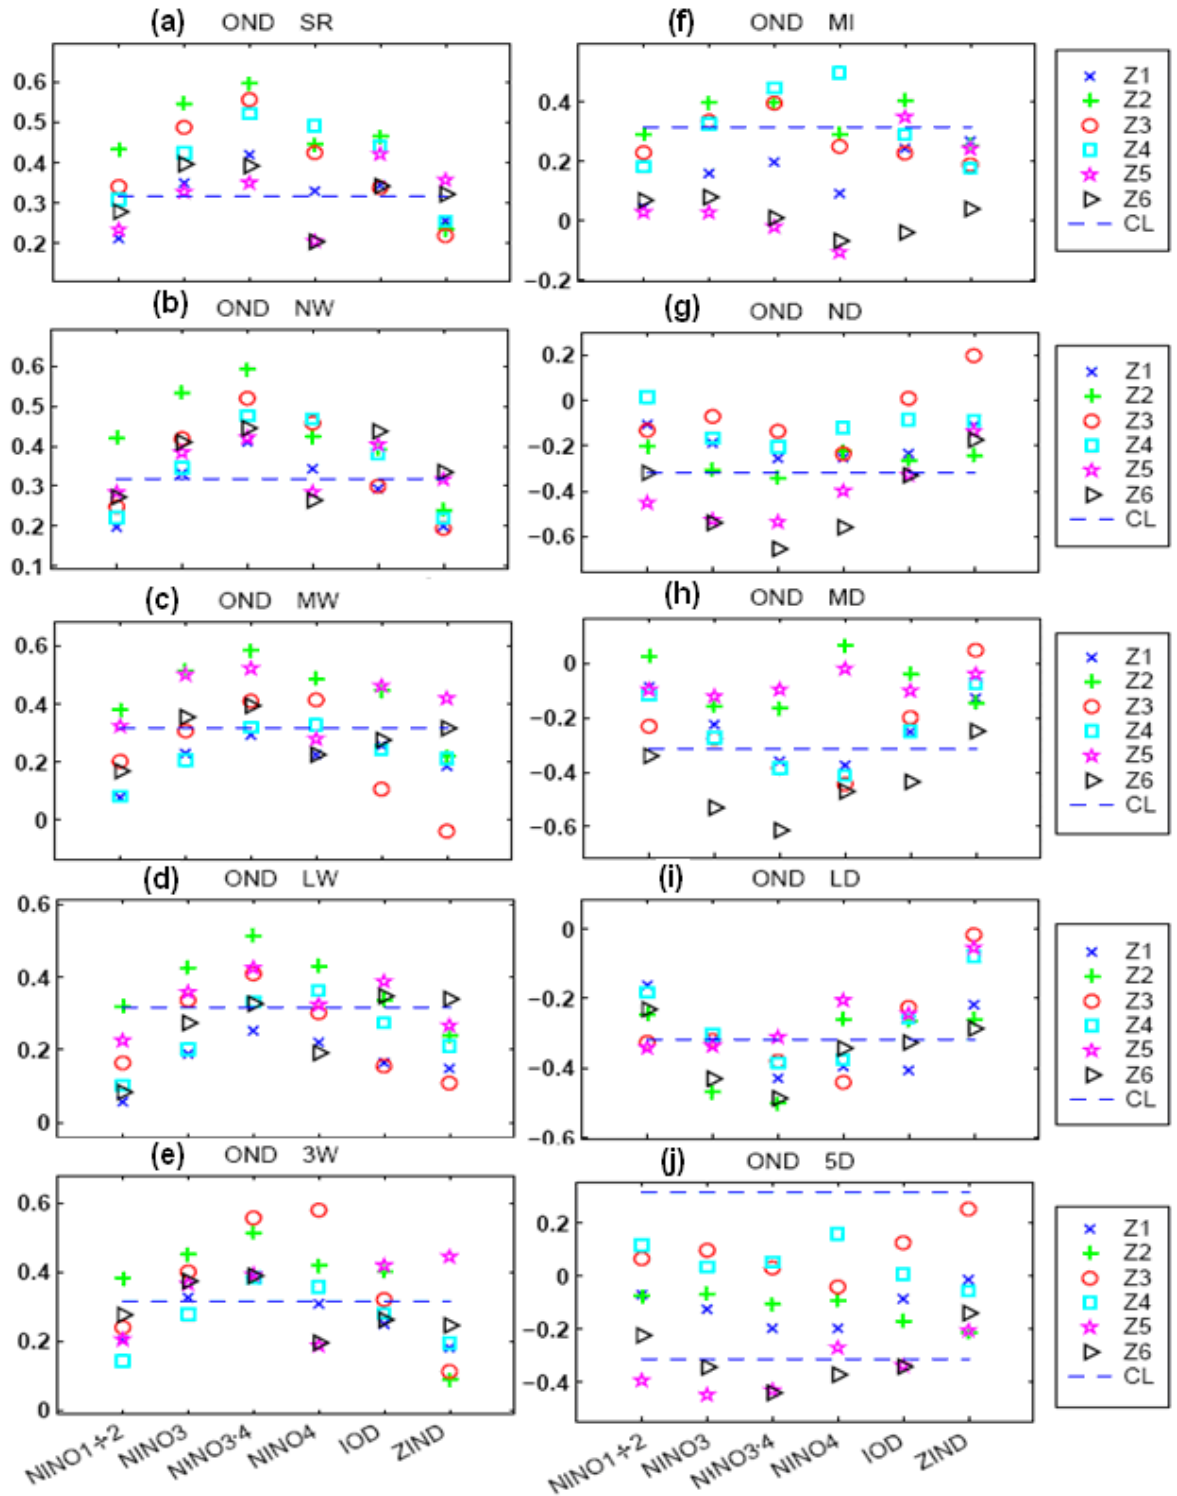 (a) OND SR
0.6
0.5
0.4
0.3
0.2
(b) OND NW
0.6
0.5
0.4
0.3
0.2
0.1
(c) OND MW
0.6
0.4
0.2
0
(d) OND LW
0.6
0.4
0.2
0
(e) OND 3W
0.6
0.4
0.2
0
NINO1+2
NINO3
NINO3·4
NINO4
IOD
ZIND
(f) OND MI
0.4
0.2
0
−0.2
Z1
Z2
Z3
Z4
Z5
Z6
CL
(g) OND ND
0.2
0
−0.2
−0.4
−0.6
Z1
Z2
Z3
Z4
Z5
Z6
CL
(h) OND MD
0
−0.2
−0.4
−0.6
Z1
Z2
Z3
Z4
Z5
Z6
CL
(i) OND LD
0
−0.2
−0.4
−0.6
Z1
Z2
Z3
Z4
Z5
Z6
CL
(j) OND 5D
0.2
0
−0.2
−0.4
Z1
Z2
Z3
Z4
Z5
Z6
CL
NINO1+2
NINO3
NINO3·4
NINO4
IOD
ZIND